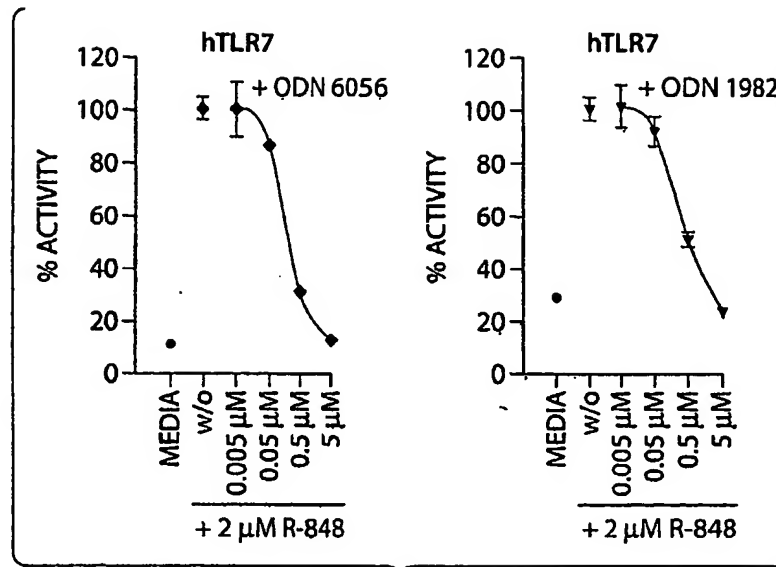 hTLR7
+ ODN 6056
% ACTIVITY
120
100
80
60
40
20
0
MEDIA
w/o
0.005 µM
0.05 µM
0.5 µM
5 µM
+ 2 µM R-848
hTLR7
+ ODN 1982
% ACTIVITY
120
100
80
60
40
20
0
MEDIA
w/o
0.005 µM
0.05 µM
0.5 µM
5 µM
+ 2 µM R-848